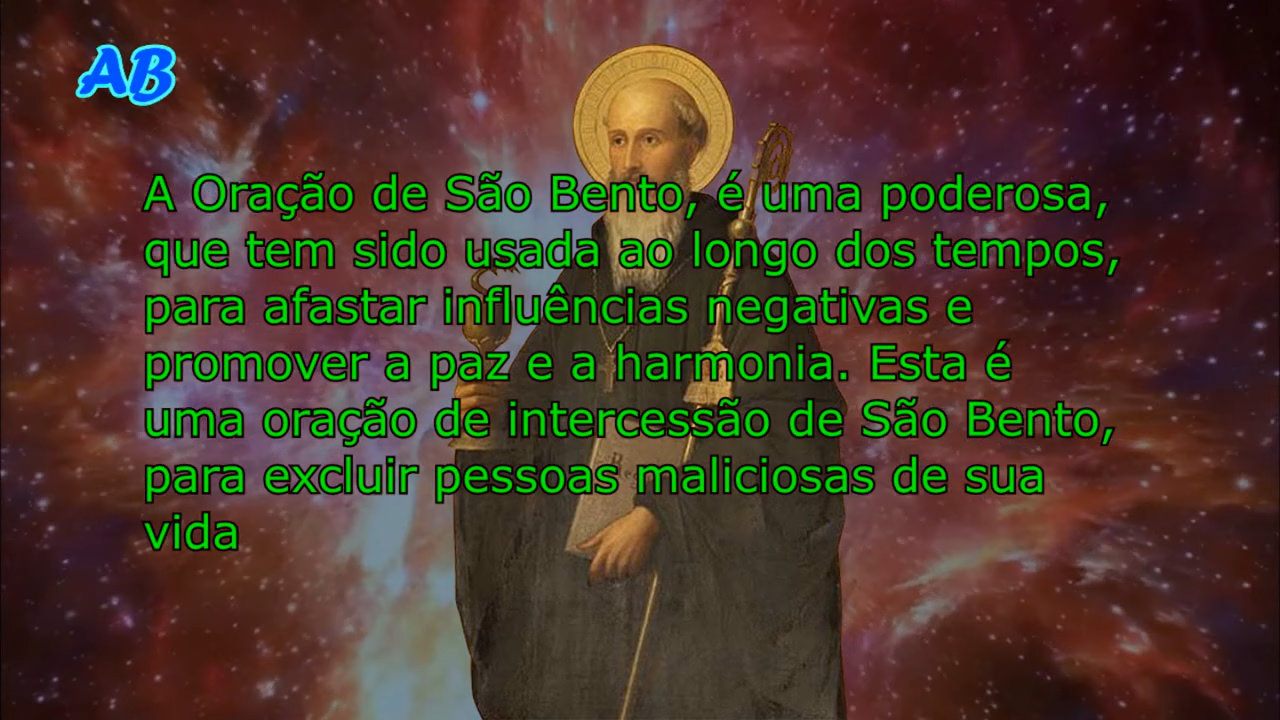 AB
A Oração de São Bento, é uma poderosa,
que tem sido usada ao longo dos tempos,
para afastar influências negativas e
promover a paz e a harmonia. Esta é
uma oração de intercessão de São Bento,
para excluir pessoas maliciosas de sua
vida